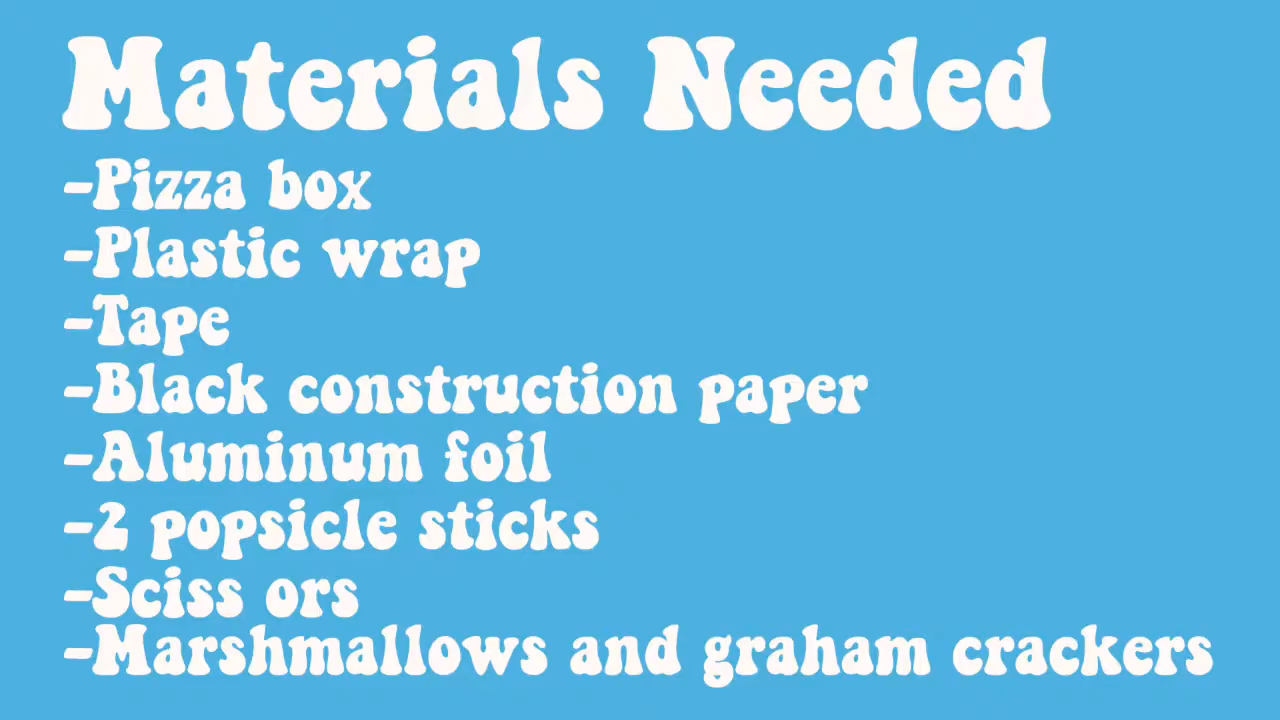 Materials Needed
-Pizza box
-Plastic wrap
-Tape
-Black construction paper
-Aluminum foil
-2 popsicle sticks
-Sciss ors
-Marshmallows and graham crackers